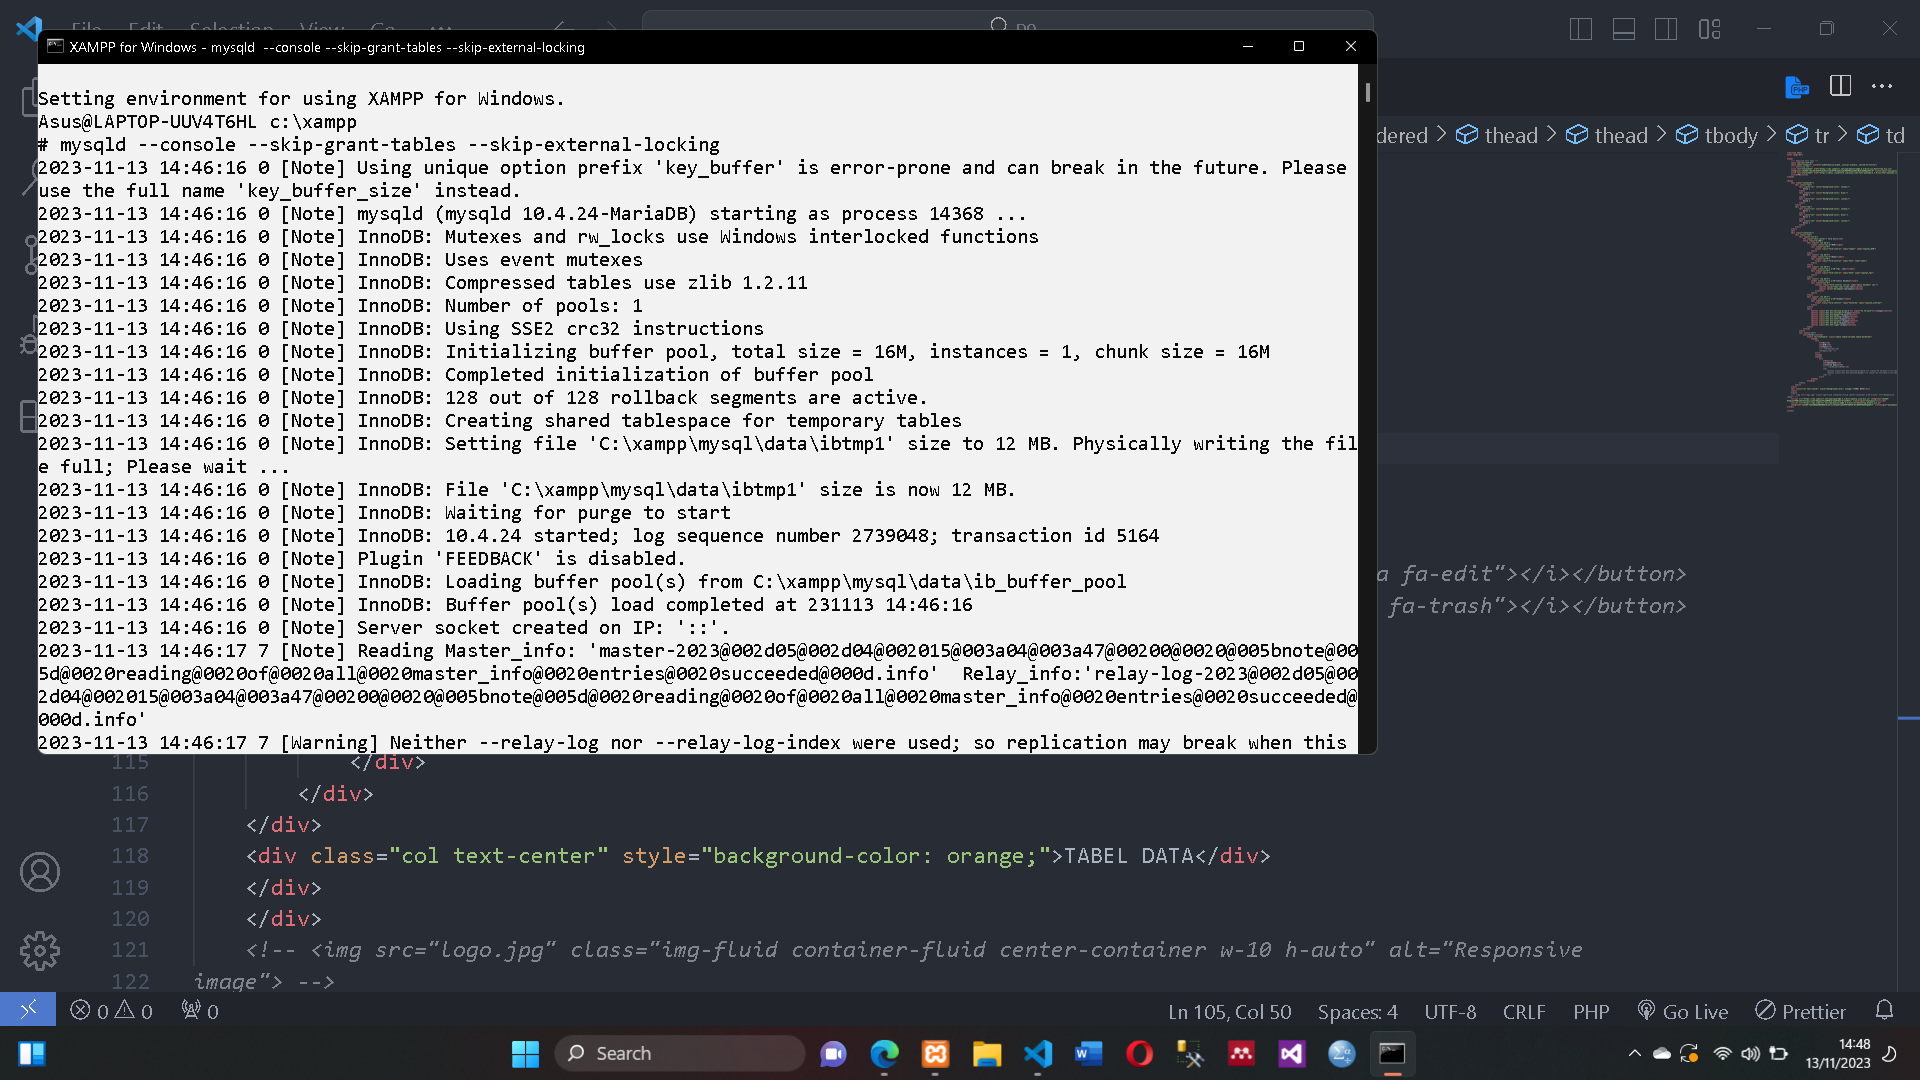 XAMPP for Windows - mysqld --console --skip-grant-tables --skip-external-locking
Setting environment for using XAMPP for Windows.
Asus@LAPTOP-UUV4T6HL c:\xampp
# mysqld --console --skip-grant-tables --skip-external-locking
2023-11-13 14:46:16 0 [Note] Using unique option prefix 'key_buffer' is error-prone and can break in the future. Please
use the full name 'key_buffer_size' instead.
2023-11-13 14:46:16 0 [Note] mysqld (mysqld 10.4.24-MariaDB) starting as process 14368 ...
2023-11-13 14:46:16 0 [Note] InnoDB: Mutexes and rw_locks use Windows interlocked functions
2023-11-13 14:46:16 0 [Note] InnoDB: Uses event mutexes
2023-11-13 14:46:16 0 [Note] InnoDB: Compressed tables use zlib 1.2.11
2023-11-13 14:46:16 0 [Note] InnoDB: Number of pools: 1
2023-11-13 14:46:16 0 [Note] InnoDB: Using SSE2 crc32 instructions
2023-11-13 14:46:16 0 [Note] InnoDB: Initializing buffer pool, total size = 16M, instances = 1, chunk size = 16M
2023-11-13 14:46:16 0 [Note] InnoDB: Completed initialization of buffer pool
2023-11-13 14:46:16 0 [Note] InnoDB: 128 out of 128 rollback segments are active.
2023-11-13 14:46:16 0 [Note] InnoDB: Creating shared tablespace for temporary tables
2023-11-13 14:46:16 0 [Note] InnoDB: Setting file 'C:\xampp\mysql\data\ibtmp1' size to 12 MB. Physically writing the fil
e full; Please wait ...
2023-11-13 14:46:16 0 [Note] InnoDB: File 'C:\xampp\mysql\data\ibtmp1' size is now 12 MB.
2023-11-13 14:46:16 0 [Note] InnoDB: Waiting for purge to start
2023-11-13 14:46:16 0 [Note] InnoDB: 10.4.24 started; log sequence number 2739048; transaction id 5164
2023-11-13 14:46:16 0 [Note] Plugin 'FEEDBACK' is disabled.
2023-11-13 14:46:16 0 [Note] InnoDB: Loading buffer pool(s) from C:\xampp\mysql\data\ib_buffer_pool
2023-11-13 14:46:16 0 [Note] InnoDB: Buffer pool(s) load completed at 231113 14:46:16
2023-11-13 14:46:16 0 [Note] Server socket created on IP: '::'.
2023-11-13 14:46:17 7 [Note] Reading Master_info: 'master-2023@002d05@002d04@002015@003a04@003a47@00200@0020@005bnote@00
5d@0020reading@0020of@0020all@0020master_info@0020entries@0020succeeded@000d.info'  Relay_info:'relay-log-2023@002d05@00
2d04@002015@003a04@003a47@00200@0020@005bnote@005d@0020reading@0020of@0020all@0020master_info@0020entries@0020succeeded@
000d.info'
2023-11-13 14:46:17 7 [Warning] Neither --relay-log nor --relay-log-index were used; so replication may break when this
dered > thead > thead > tbody > tr > td
a fa-edit"></i></button>
fa-trash"></i></button>
115 </div>
116 </div>
117 </div>
118 <div class="col text-center" style="background-color: orange;">TABEL DATA</div>
119 </div>
120 </div>
121 <!-- <img src="logo.jpg" class="img-fluid container-fluid center-container w-10 h-auto" alt="Responsive
122 image"> -->
0 0 0 Ln 105, Col 50 Spaces: 4 UTF-8 CRLF PHP Go Live Prettier
Search
14:48
13/11/2023